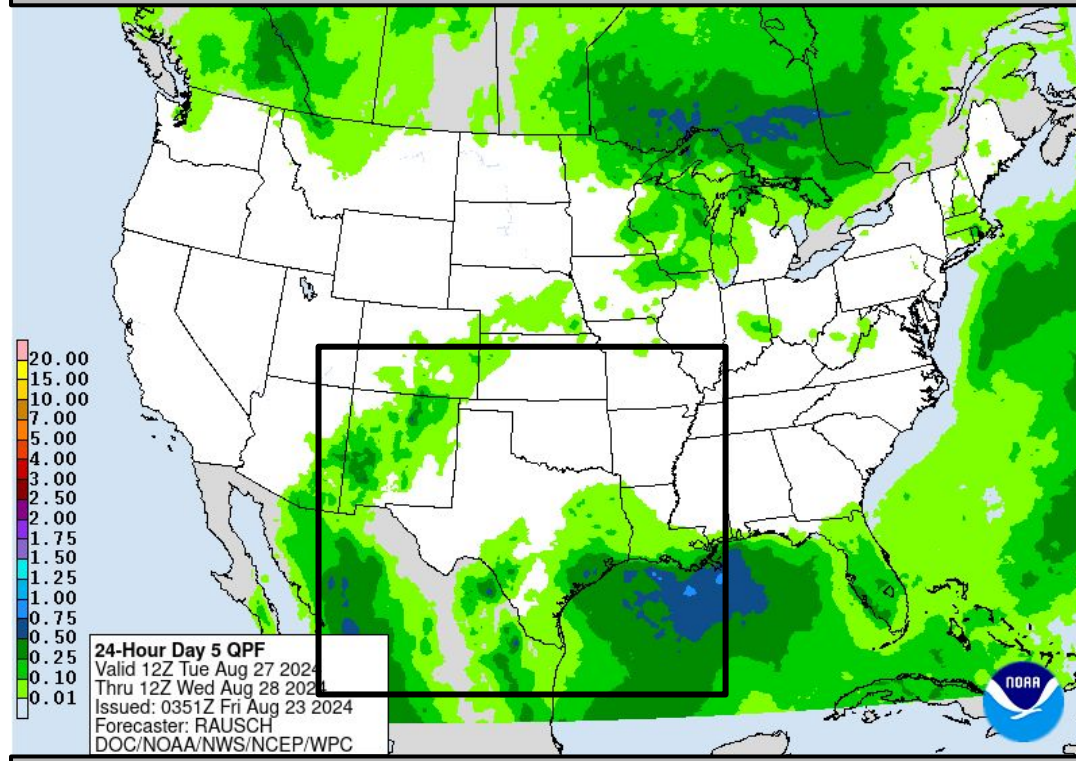 20.00
15.00
10.00
7.00
5.00
4.00
3.00
2.50
2.00
1.75
1.50
1.25
1.00
0.75
0.50
0.25
0.10
0.01
24-Hour Day 5 QPF
Valid 12Z Tue Aug 27 2024
Thru 12Z Wed Aug 28 2024
Issued: 0351Z Fri Aug 23 2024
Forecaster: RAUSCH
DOC/NOAA/NWS/NCEP/WPC
NOAA